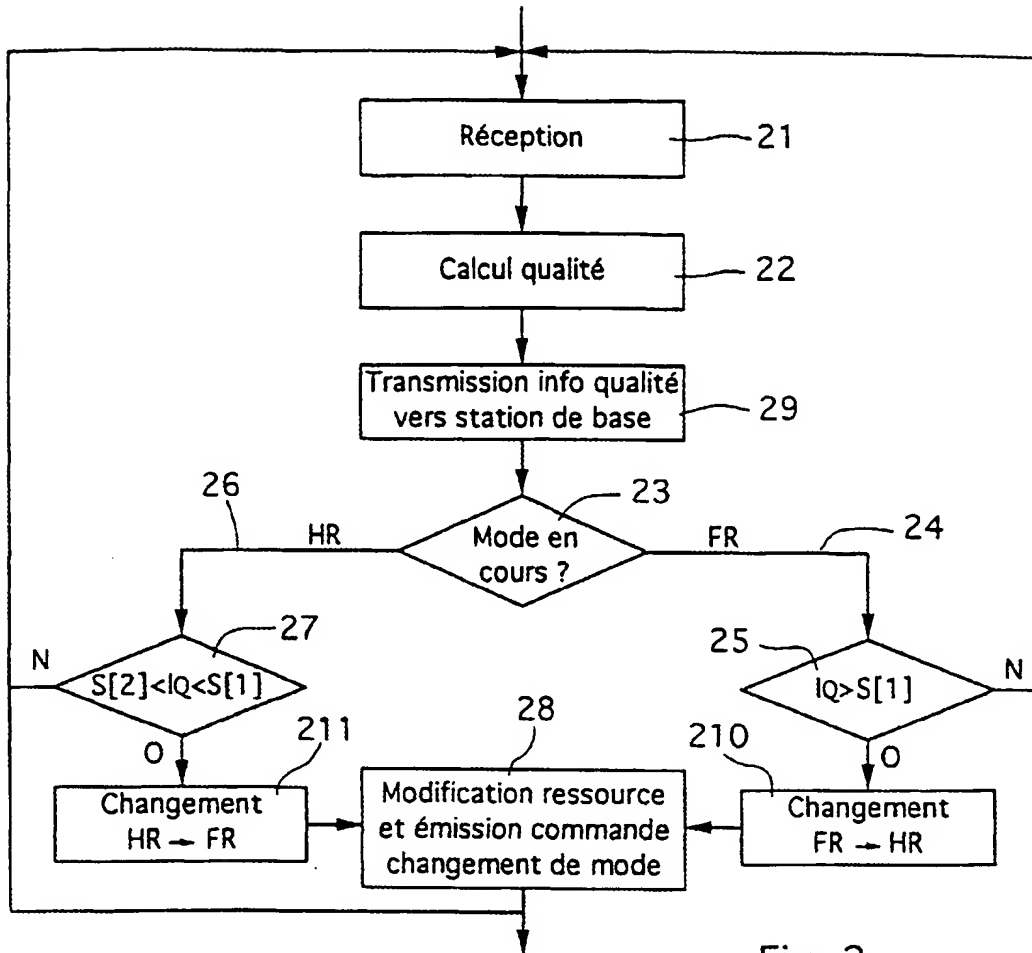 Réception
21
Calcul qualité
22
Transmission info qualité
vers station de base
29
26
23
HR
Mode en
cours ?
FR
24
27
25
N
S[2]<IQ<S[1]
IQ>S[1]
N
O
211
28
210
O
Changement
HR → FR
Modification ressource
et émission commande
changement de mode
Changement
FR → HR